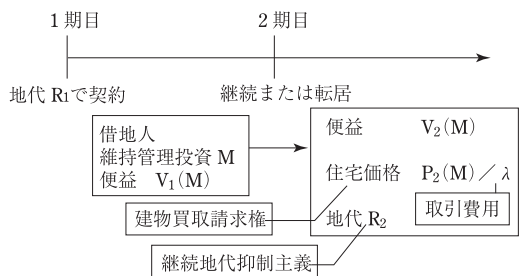 1期目
2期目
地代 R1で契約
継続または転居
借地人
維持管理投資 M
便益 V1(M)
便益 V2(M)
住宅価格 P2(M)／λ
取引費用
地代 R2
建物買取請求権
継続地代抑制主義